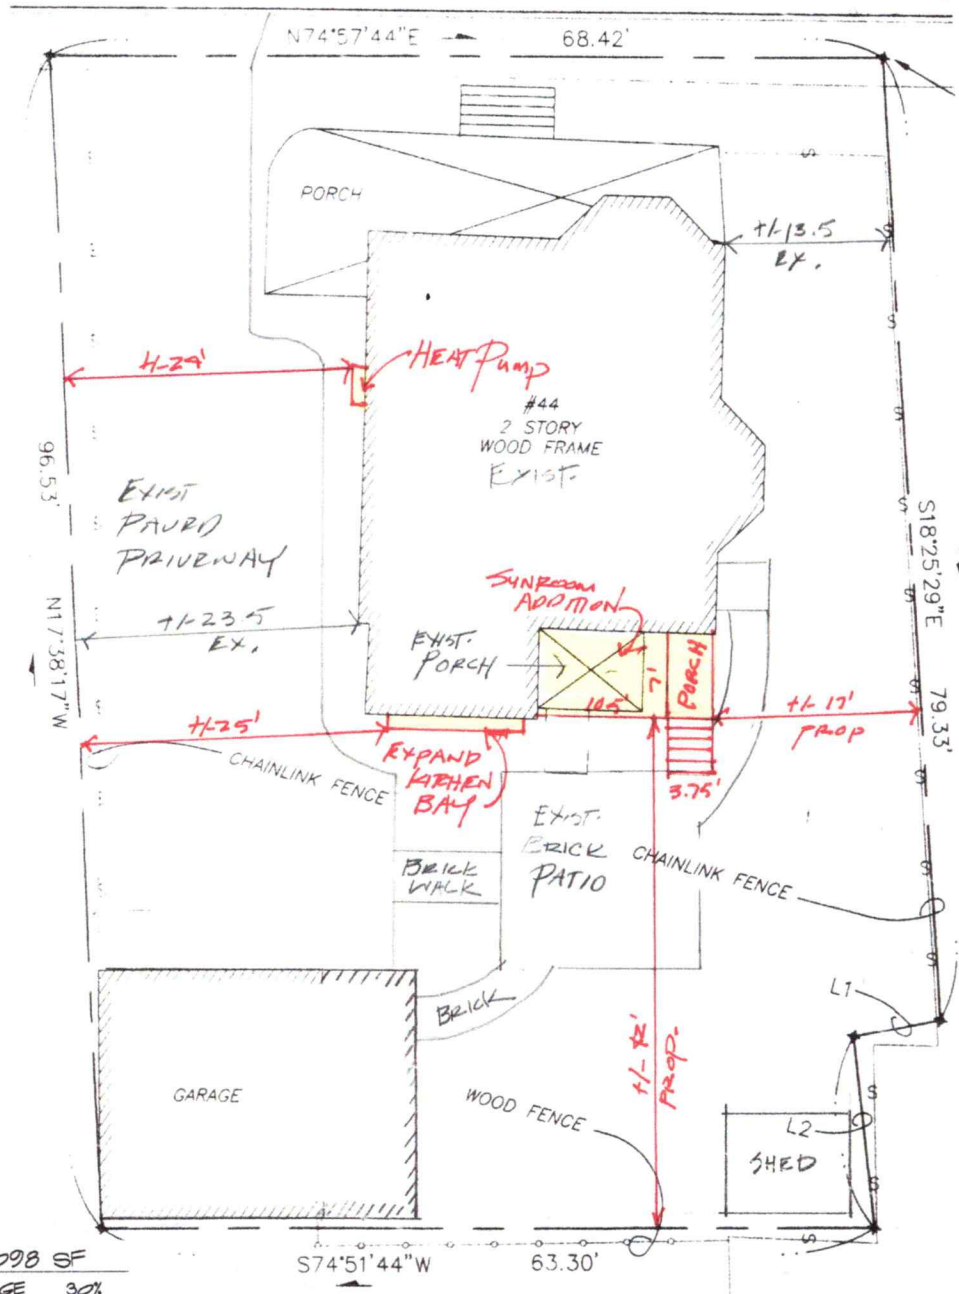 N74°57'44"E 68.42'
PORCH
+/-13.5
EX.
+/-24'
HEAT PUMP
#44
2 STORY
WOOD FRAME
EXIST.
96.53'
EXIST
PAVED
DRIVEWAY
S18°25'29"E 79.33'
SUNROOM
ADDITION
+/-23.5
EX.
N17°38'17"W
EXIST.
PORCH
7'
PORCH
10.5'
+/-25'
+/-17'
PROP
EXPAND
KITCHEN
BAY
3.75'
CHAINLINK FENCE
EXIST.
BRICK
PATIO
BRICK
WALK
CHAINLINK FENCE
BRICK
L1
PROP.
GARAGE
WOOD FENCE
L2
SHED
098 SF
S74°51'44"W 63.30'
GE 30%